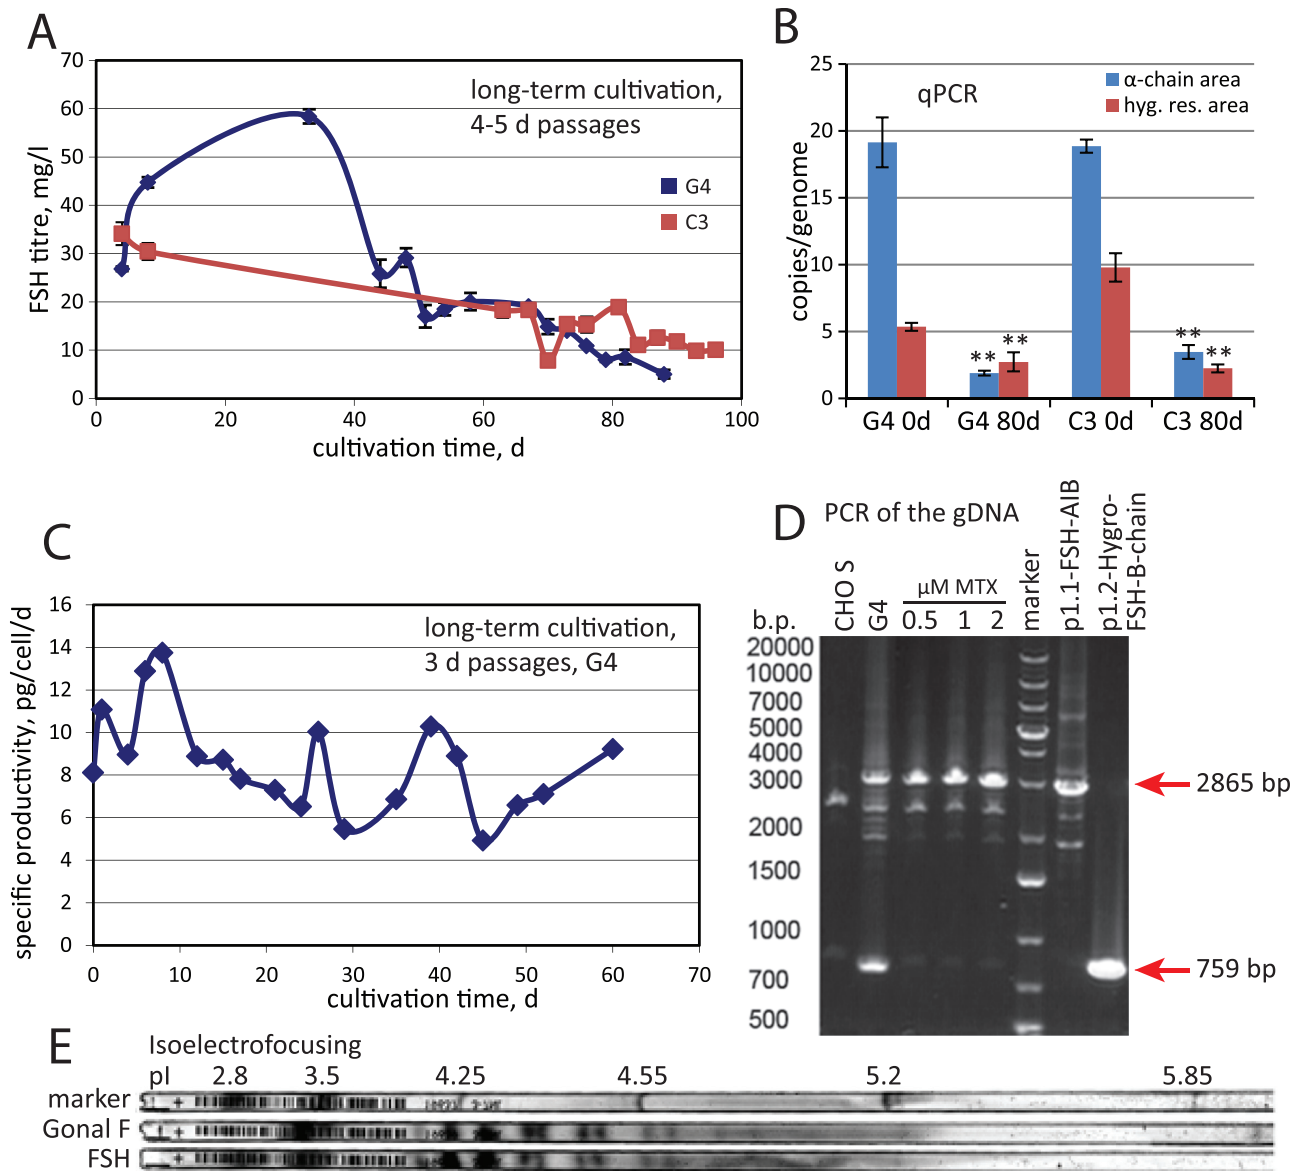 A
FSH titre, mg/l
70
60
50
40
30
20
10
0
long-term cultivation,
4-5 d passages
G4
C3
0 20 40 60 80 100
cultivation time, d
B
copies/genome
25
20
15
10
5
0
qPCR
α-chain area
hyg. res. area
** ** ** **
G4 0d G4 80d C3 0d C3 80d
C
specific productivity, pg/cell/d
16
14
12
10
8
6
4
2
0
long-term cultivation,
3 d passages, G4
0 10 20 30 40 50 60 70
cultivation time, d
D
PCR of the gDNA
b.p.
CHO S
G4
µM MTX
0.5 1 2
marker
p1.1-FSH-AIB
p1.2-Hygro-
FSH-B-chain
20000
10000
7000
5000
4000
3000
2000
1500
1000
700
500
2865 bp
759 bp
E
Isoelectrofocusing
pI 2.8 3.5 4.25 4.55 5.2 5.85
marker +
Gonal F +
FSH +